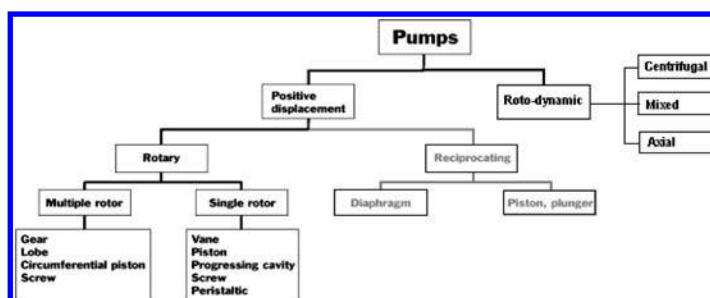 Pumps
Centrifugal
Positive
displacement
Roto-dynamic
Mixed
Axial
Rotary
Reciprocating
Multiple rotor
Single rotor
Diaphragm
Piston, plunger
Gear
Lobe
Circumferential piston
Screw
Vane
Piston
Progressing cavity
Screw
Peristaltic